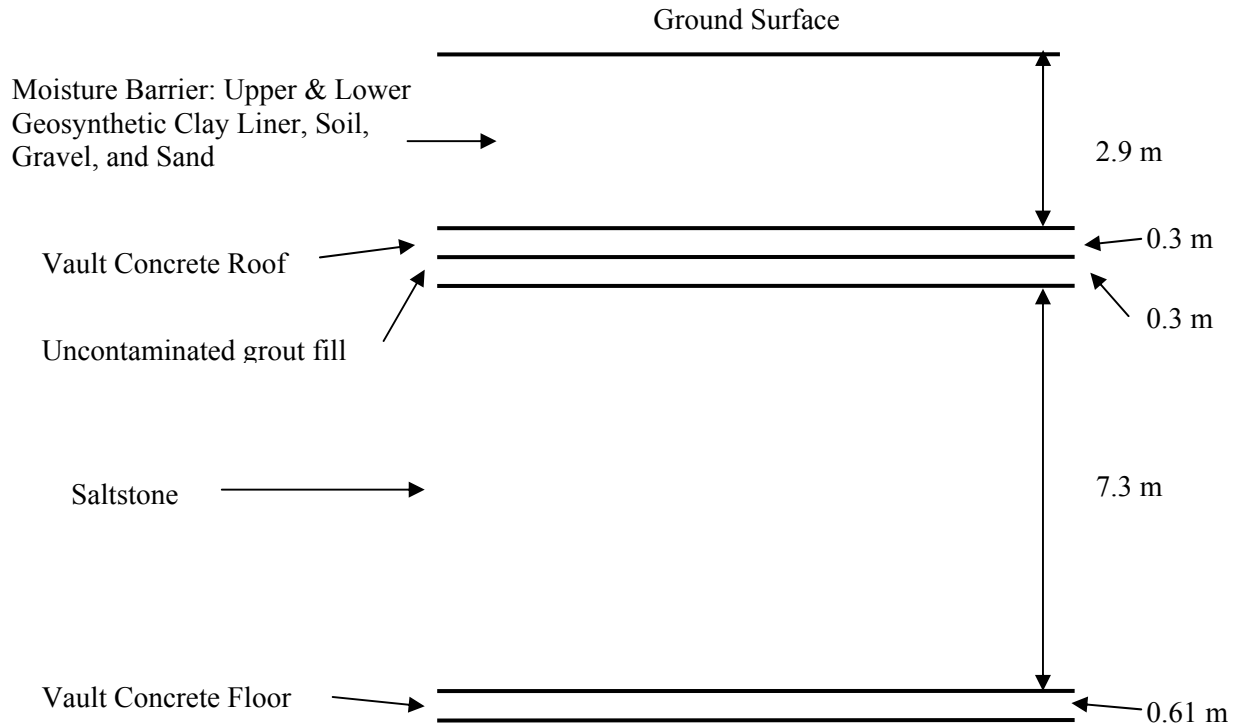 Ground Surface
Moisture Barrier: Upper & Lower
Geosynthetic Clay Liner, Soil,
Gravel, and Sand
2.9 m
Vault Concrete Roof
0.3 m
Uncontaminated grout fill
0.3 m
Saltstone
7.3 m
Vault Concrete Floor
0.61 m